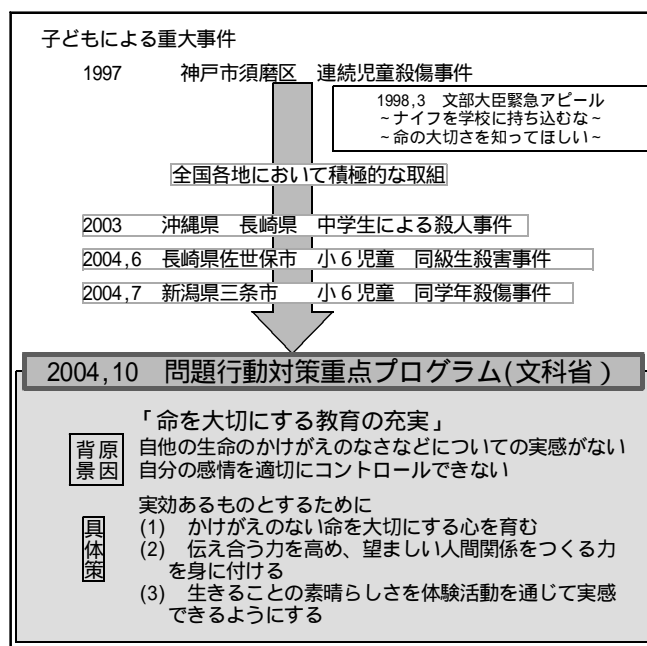 子どもによる重大事件
1997　神戸市須磨区　連続児童殺傷事件
1998,3　文部大臣緊急アピール
~ナイフを学校に持ち込むな~
~命の大切さを知ってほしい~
全国各地において積極的な取組
2003　沖縄県　長崎県　中学生による殺人事件
2004,6　長崎県佐世保市　小６児童　同級生殺害事件
2004,7　新潟県三条市　小６児童　同学年殺傷事件
2004,10　問題行動対策重点プログラム(文科省）
「命を大切にする教育の充実」
背景 原因
自他の生命のかけがえのなさなどについての実感がない
自分の感情を適切にコントロールできない
具体策
実効あるものとするために
(1)　かけがえのない命を大切にする心を育む
(2)　伝え合う力を高め、望ましい人間関係をつくる力
を身に付ける
(3)　生きることの素晴らしさを体験活動を通じて実感
できるようにする